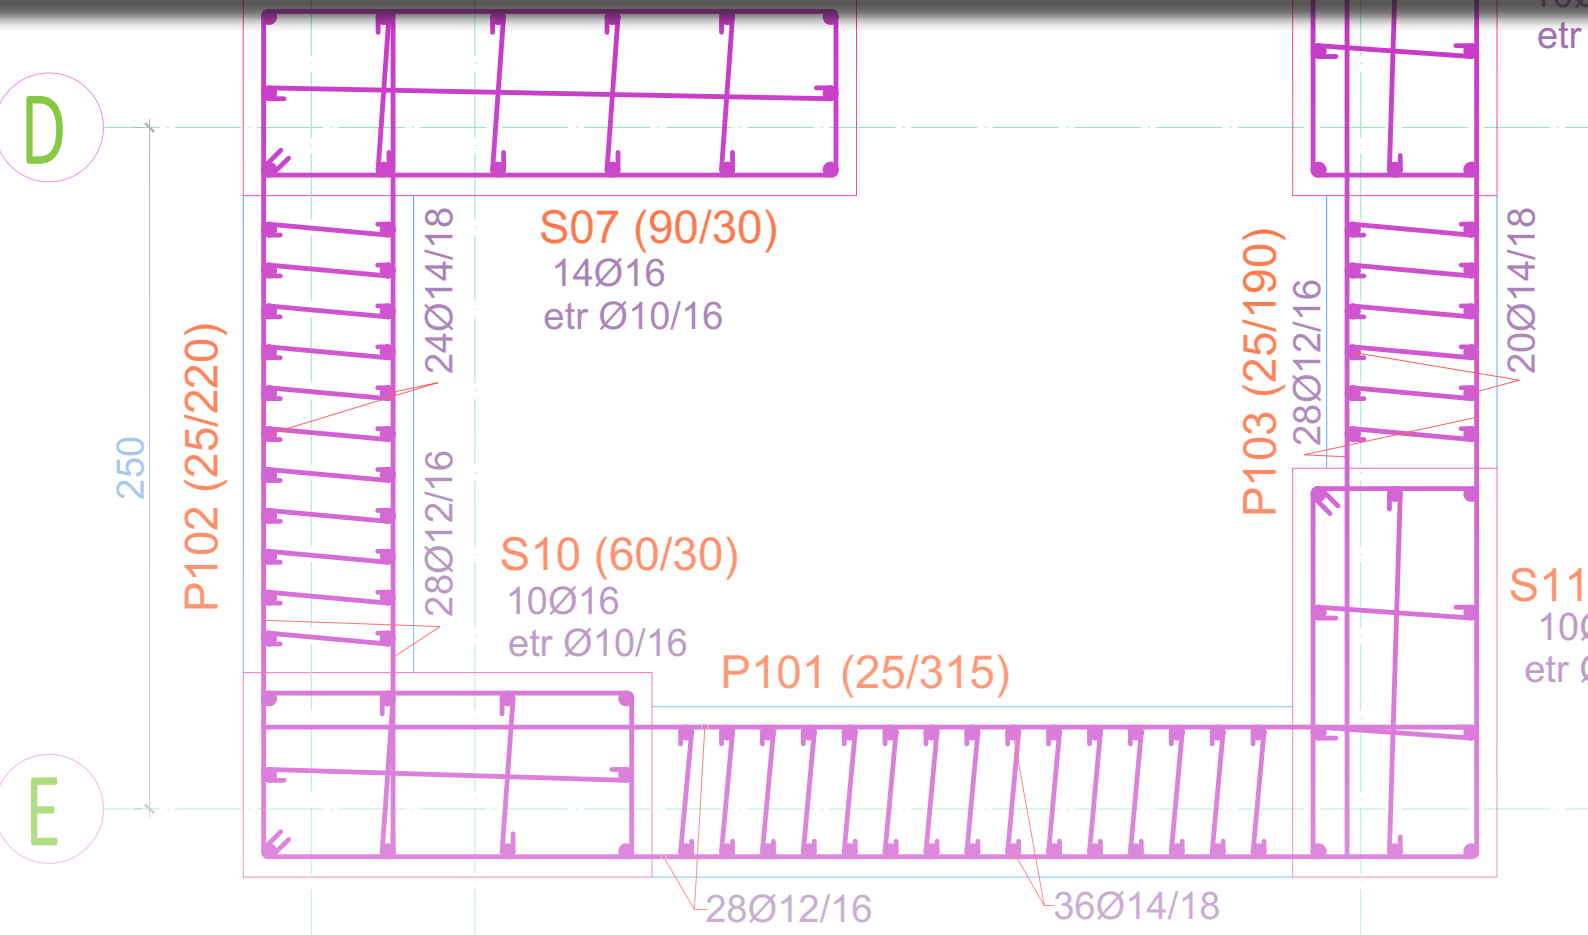 etr
D
S07 (90/30)
14Ø16
etr Ø10/16
24Ø14/18
P102 (25/220)
250
28Ø12/16
P103 (25/190)
28Ø12/16
20Ø14/18
S10 (60/30)
10Ø16
etr Ø10/16
S11
10Ø
etr Ø
P101 (25/315)
E
28Ø12/16
36Ø14/18